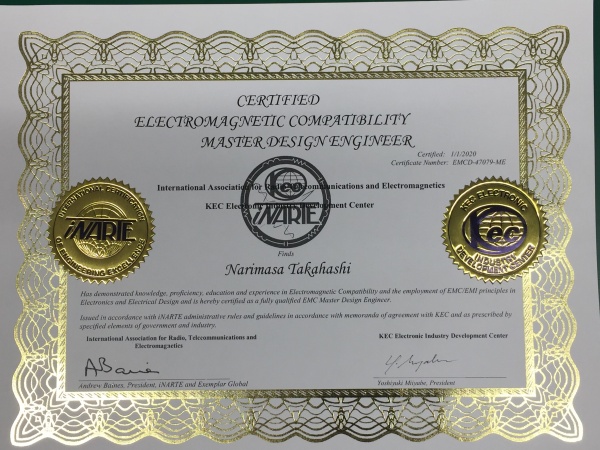 CERTIFIED
ELECTROMAGNETIC COMPATIBILITY
MASTER DESIGN ENGINEER
Certified: 1/1/2020
Certificate Number: EMCD-47079-ME
International Association for Radio, Telecommunications and Electromagnetics
KEC Electronic Industry Development Center
KEC
iNARTE
Finds
Narimasa Takahashi
INTERNATIONAL CERTIFICATION
iNARTE
OF ENGINEERING EXCELLENCE
KEC ELECTRONIC
Kec
INDUSTRY
DEVELOPMENT CENTER
Has demonstrated knowledge, proficiency, education and experience in Electromagnetic Compatibility and the employment of EMC/EMI principles in
Electronics and Electrical Design and is hereby certified as a fully qualified EMC Master Design Engineer.
Issued in accordance with iNARTE administrative rules and guidelines in accordance with memoranda of agreement with KEC and as prescribed by
specified elements of government and industry.
International Association for Radio, Telecommunications and
Electromagnetics
KEC Electronic Industry Development Center
ABaines
Andrew Baines, President, iNARTE and Exemplar Global
Yoshiyuki Miyabe, President